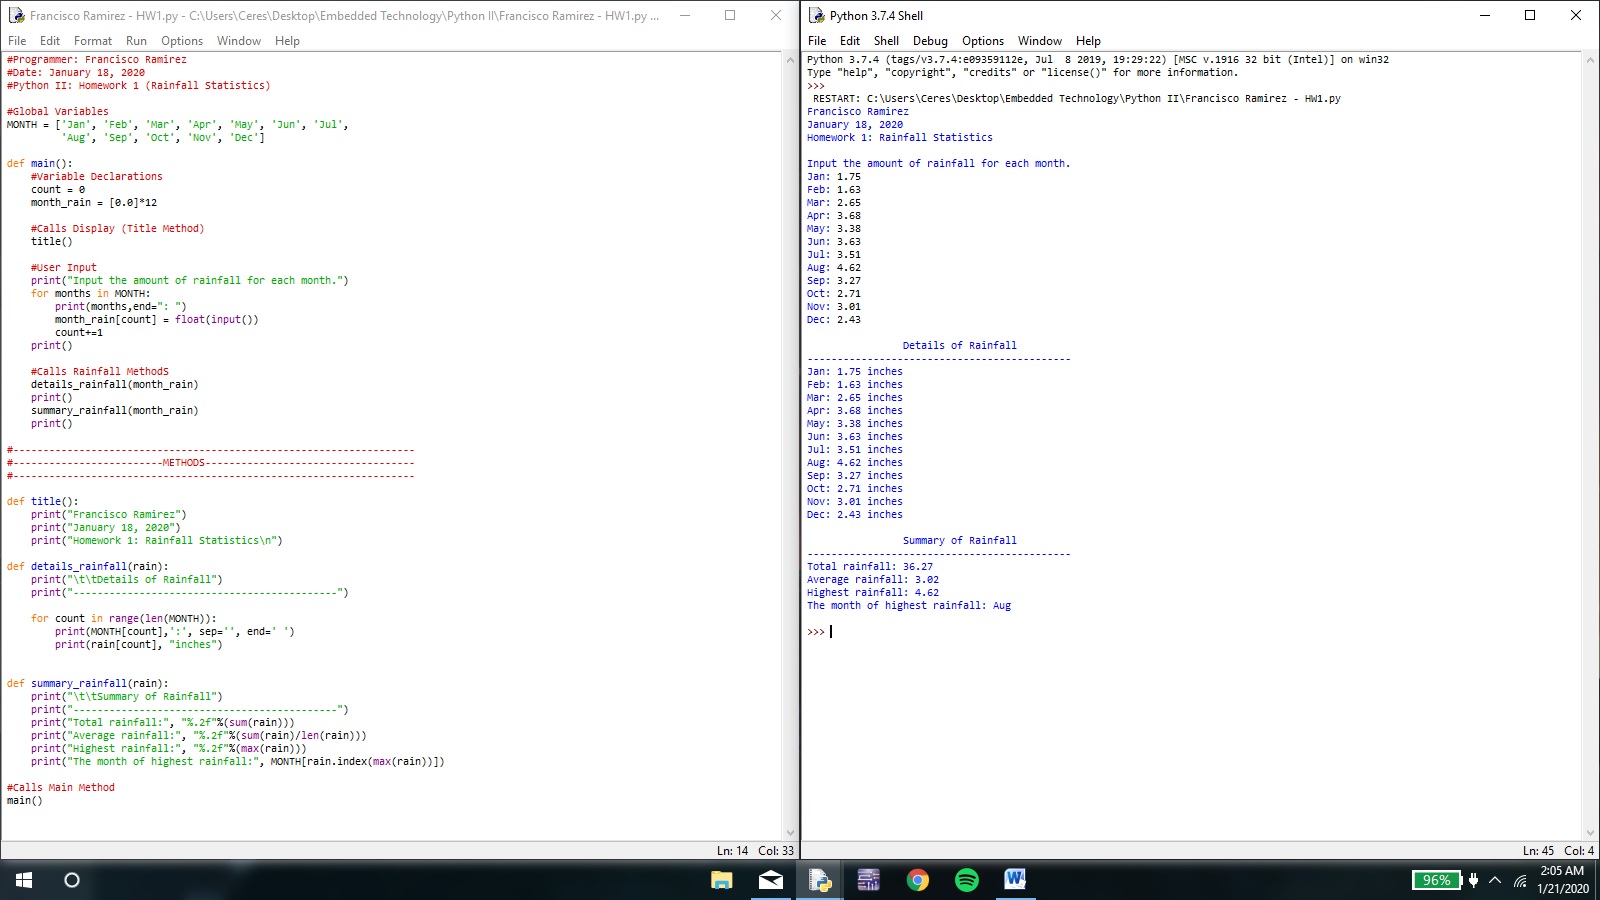 Francisco Ramirez - HW1.py - C:\Users\Ceres\Desktop\Embedded Technology\Python II\Francisco Ramirez - HW1.py ...
File Edit Format Run Options Window Help
#Programmer: Francisco Ramirez
#Date: January 18, 2020
#Python II: Homework 1 (Rainfall Statistics)

#Global Variables
MONTH = ['Jan', 'Feb', 'Mar', 'Apr', 'May', 'Jun', 'Jul',
         'Aug', 'Sep', 'Oct', 'Nov', 'Dec']

def main():
    #Variable Declarations
    count = 0
    month_rain = [0.0]*12

    #Calls Display (Title Method)
    title()

    #User Input
    print("Input the amount of rainfall for each month.")
    for months in MONTH:
        print(months,end=": ")
        month_rain[count] = float(input())
        count+=1
    print()

    #Calls Rainfall MethodS
    details_rainfall(month_rain)
    print()
    summary_rainfall(month_rain)
    print()

#-------------------------------------------------------------------
#-------------------------METHODS-----------------------------------
#-------------------------------------------------------------------

def title():
    print("Francisco Ramirez")
    print("January 18, 2020")
    print("Homework 1: Rainfall Statistics\n")

def details_rainfall(rain):
    print("\t\tDetails of Rainfall")
    print("--------------------------------------------")

    for count in range(len(MONTH)):
        print(MONTH[count],':', sep='', end=' ')
        print(rain[count], "inches")

def summary_rainfall(rain):
    print("\t\tSummary of Rainfall")
    print("--------------------------------------------")
    print("Total rainfall:", "%.2f"%(sum(rain)))
    print("Average rainfall:", "%.2f"%(sum(rain)/len(rain)))
    print("Highest rainfall:", "%.2f"%(max(rain)))
    print("The month of highest rainfall:", MONTH[rain.index(max(rain))])

#Calls Main Method
main()
Ln: 14 Col: 33
Python 3.7.4 Shell
File Edit Shell Debug Options Window Help
Python 3.7.4 (tags/v3.7.4:e09359112e, Jul  8 2019, 19:29:22) [MSC v.1916 32 bit (Intel)] on win32
Type "help", "copyright", "credits" or "license()" for more information.
>>>
 RESTART: C:\Users\Ceres\Desktop\Embedded Technology\Python II\Francisco Ramirez - HW1.py
Francisco Ramirez
January 18, 2020
Homework 1: Rainfall Statistics

Input the amount of rainfall for each month.
Jan: 1.75
Feb: 1.63
Mar: 2.65
Apr: 3.68
May: 3.38
Jun: 3.63
Jul: 3.51
Aug: 4.62
Sep: 3.27
Oct: 2.71
Nov: 3.01
Dec: 2.43

                Details of Rainfall
--------------------------------------------
Jan: 1.75 inches
Feb: 1.63 inches
Mar: 2.65 inches
Apr: 3.68 inches
May: 3.38 inches
Jun: 3.63 inches
Jul: 3.51 inches
Aug: 4.62 inches
Sep: 3.27 inches
Oct: 2.71 inches
Nov: 3.01 inches
Dec: 2.43 inches

                Summary of Rainfall
--------------------------------------------
Total rainfall: 36.27
Average rainfall: 3.02
Highest rainfall: 4.62
The month of highest rainfall: Aug

>>>
Ln: 45 Col: 4
96%
2:05 AM
1/21/2020